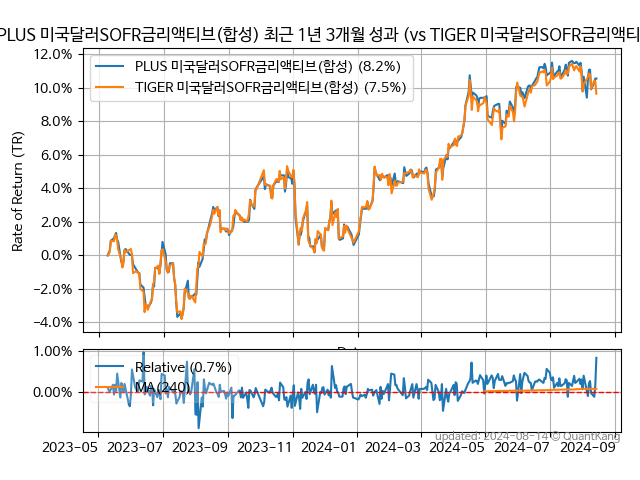 PLUS 미국달러SOFR금리액티브(합성) 최근 1년 3개월 성과 (vs TIGER 미국달러SOFR금리액티
12.0%
10.0%
8.0%
6.0%
4.0%
2.0%
0.0%
−2.0%
−4.0%
Rate of Return (TR)
PLUS 미국달러SOFR금리액티브(합성) (8.2%)
TIGER 미국달러SOFR금리액티브(합성) (7.5%)
1.00%
0.00%
Relative (0.7%)
MA(240)
2023−05 2023−07 2023−09 2023−11 2024−01 2024−03 2024−05 2024−07 2024−09
updated: 2024−08−14 © QuantKang